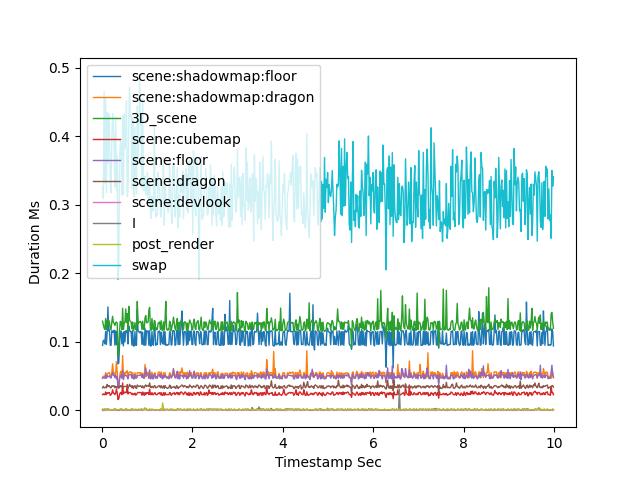 0.5
0.4
0.3
0.2
0.1
0.0
Duration Ms
scene:shadowmap:floor
scene:shadowmap:dragon
3D_scene
scene:cubemap
scene:floor
scene:dragon
scene:devlook
I
post_render
swap
0 2 4 6 8 10
Timestamp Sec